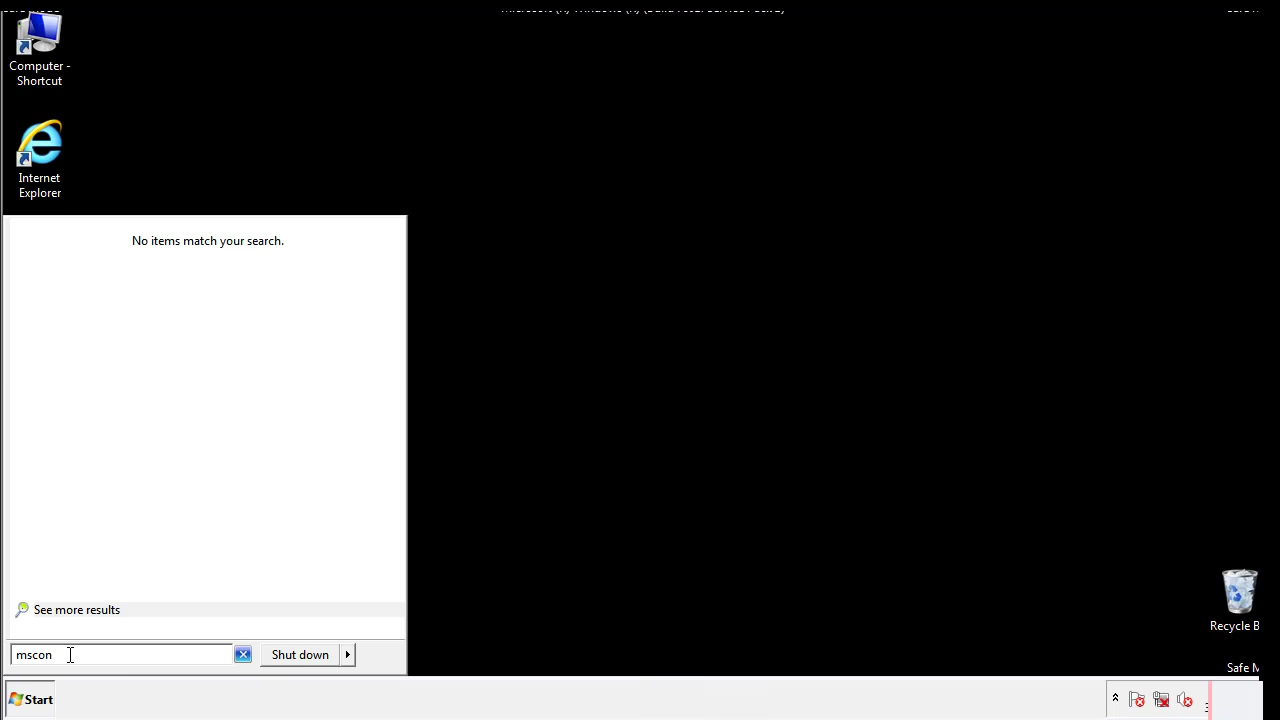 Computer -
Shortcut
Internet
Explorer
No items match your search.
See more results
mscon
Shut down
Recycle B
Safe M
Start